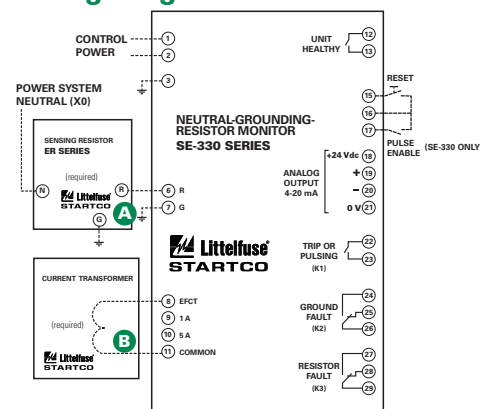 CONTROL
POWER
1
2
3
POWER SYSTEM
NEUTRAL (X0)
SENSING RESISTOR
ER SERIES
(required)
N
R
G
Littelfuse®
STARTCO
A
6 R
7 G
CURRENT TRANSFORMER
(required)
B
Littelfuse
STARTCO
8 EFCT
9 1 A
10 5 A
11 COMMON
NEUTRAL-GROUNDING-
RESISTOR MONITOR
SE-330 SERIES
Littelfuse®
STARTCO
UNIT
HEALTHY
12
13
RESET
15
16
17
PULSE
ENABLE
(SE-330 ONLY
ANALOG
OUTPUT
4-20 mA
+24 Vdc 18
+ 19
− 20
0 V 21
TRIP OR
PULSING
(K1)
22
23
GROUND
FAULT
(K2)
24
25
26
RESISTOR
FAULT
(K3)
27
28
29